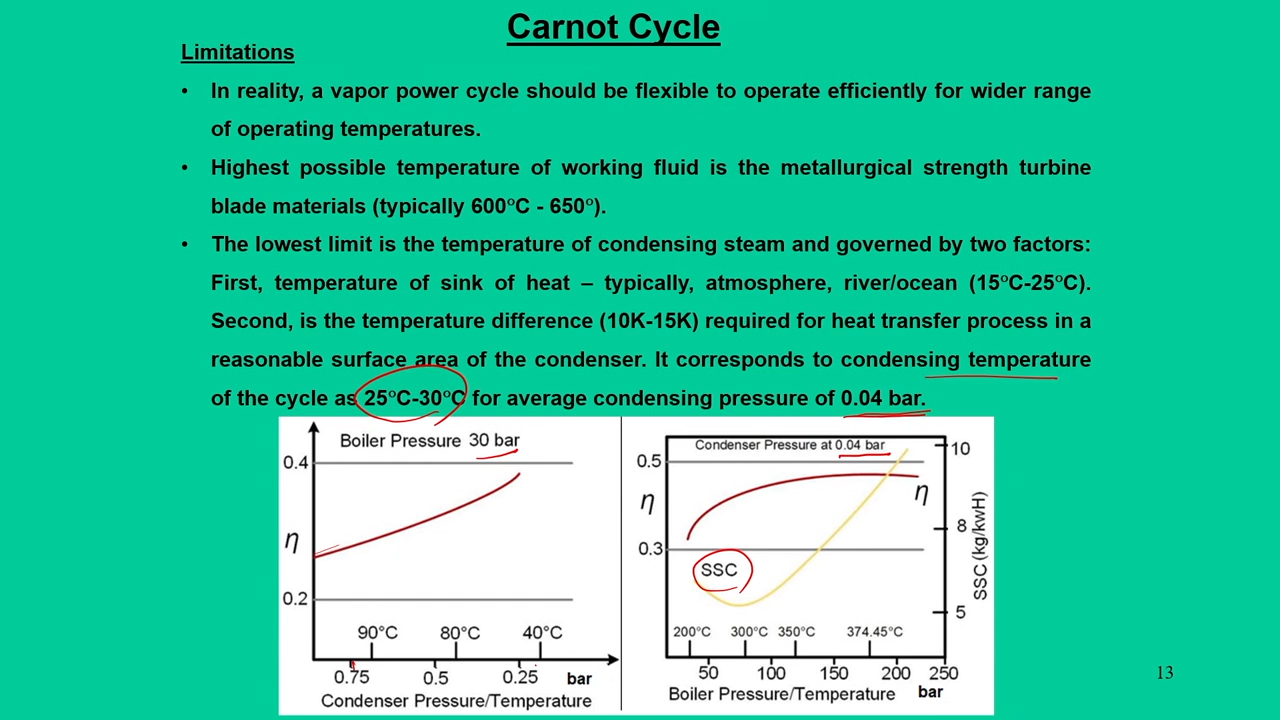 Carnot Cycle
Limitations
• In reality, a vapor power cycle should be flexible to operate efficiently for wider range
of operating temperatures.
• Highest possible temperature of working fluid is the metallurgical strength turbine
blade materials (typically 600°C - 650°).
• The lowest limit is the temperature of condensing steam and governed by two factors:
First, temperature of sink of heat – typically, atmosphere, river/ocean (15°C-25°C).
Second, is the temperature difference (10K-15K) required for heat transfer process in a
reasonable surface area of the condenser. It corresponds to condensing temperature
of the cycle as 25°C-30°C for average condensing pressure of 0.04 bar.
Boiler Pressure 30 bar
0.4
η
0.2
90°C 80°C 40°C
0.75 0.5 0.25 bar
Condenser Pressure/Temperature
Condenser Pressure at 0.04 bar
0.5
η
0.3
SSC
η
10
8
5
SSC (kg/kwH)
200°C 300°C 350°C 374.45°C
50 100 150 200 250
Boiler Pressure/Temperature bar
13